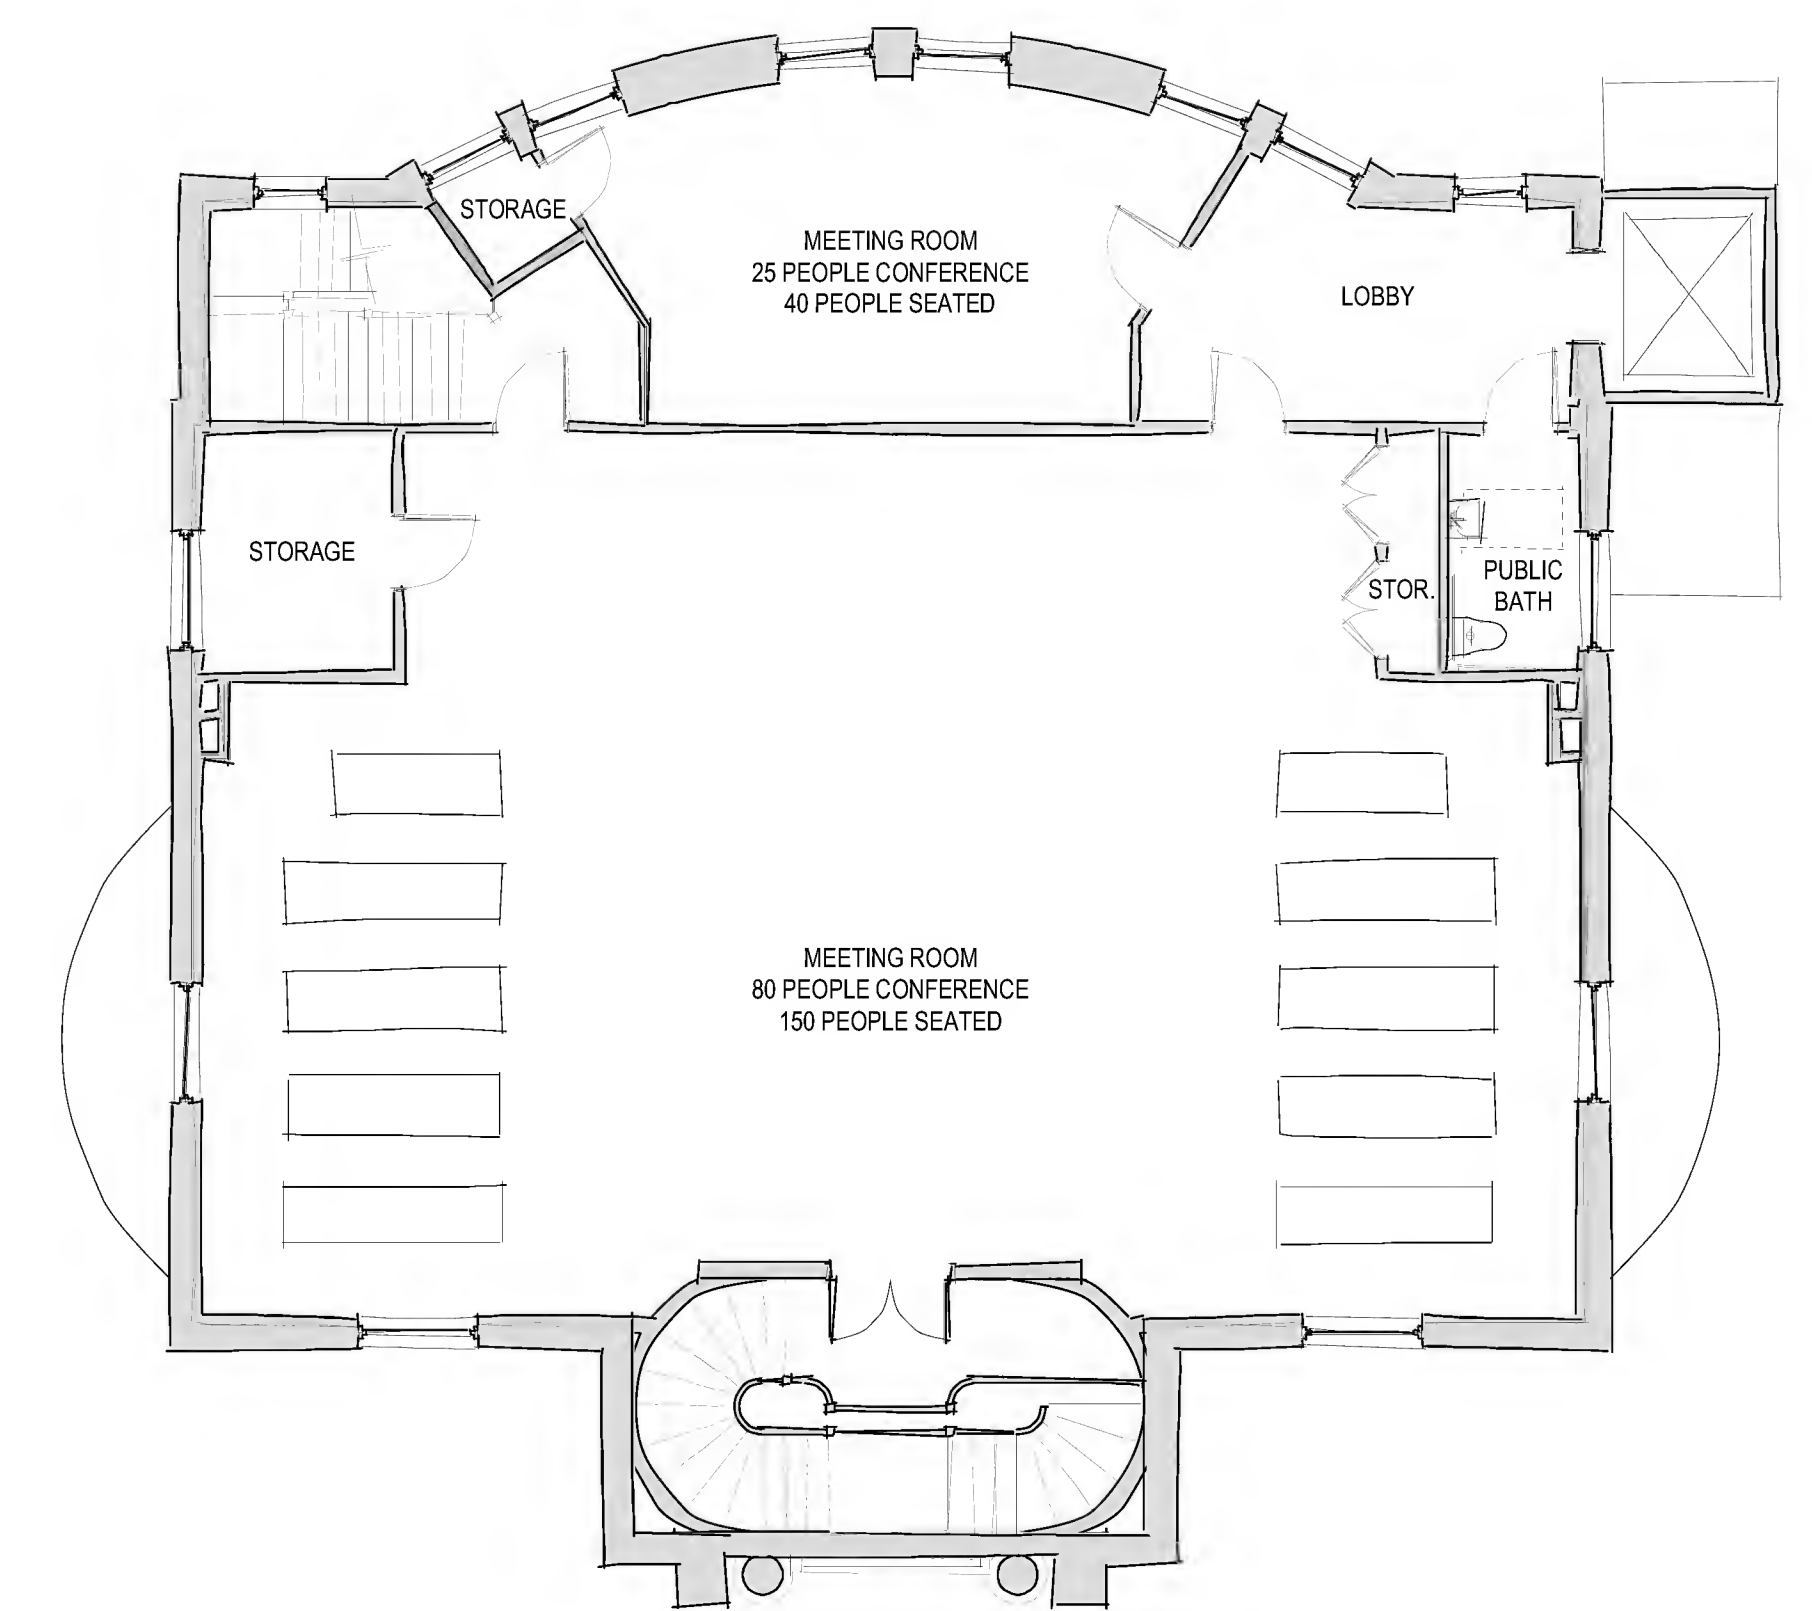 STORAGE
MEETING ROOM
25 PEOPLE CONFERENCE
40 PEOPLE SEATED
LOBBY
STORAGE
STOR.
PUBLIC
BATH
MEETING ROOM
80 PEOPLE CONFERENCE
150 PEOPLE SEATED